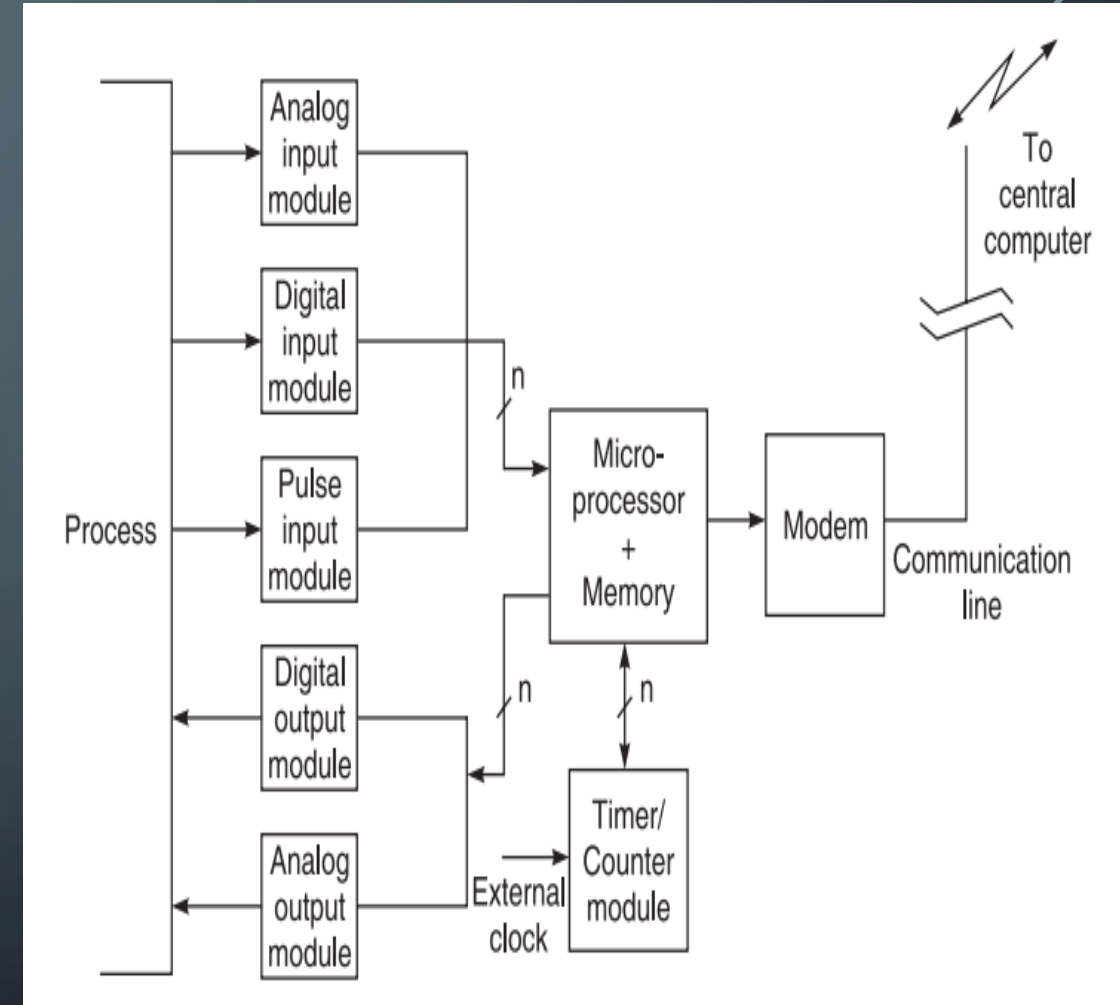 Analog
input
module
Digital
input
module
Pulse
input
module
Process
Digital
output
module
Analog
output
module
n
Micro-
processor
+
Memory
n
n
Timer/
Counter
module
External
clock
Modem
Communication
line
To
central
computer